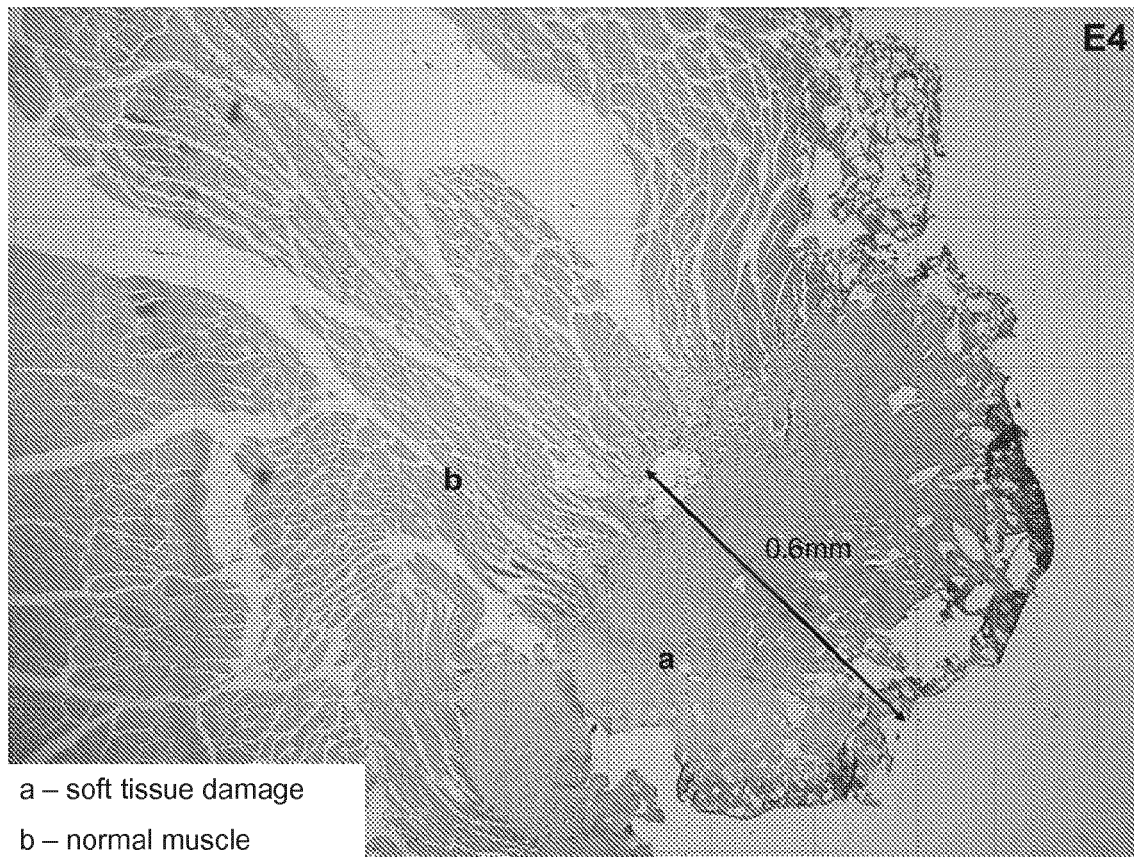 E4
b
0.6mm
a
a – soft tissue damage
b – normal muscle